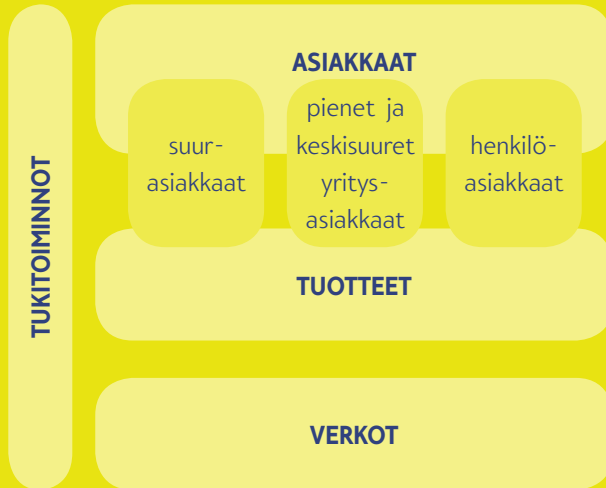 TUKITOIMINNOT
ASIAKKAAT
suur-
asiakkaat
pienet ja
keskisuuret
yritys-
asiakkaat
henkilö-
asiakkaat
TUOTTEET
VERKOT